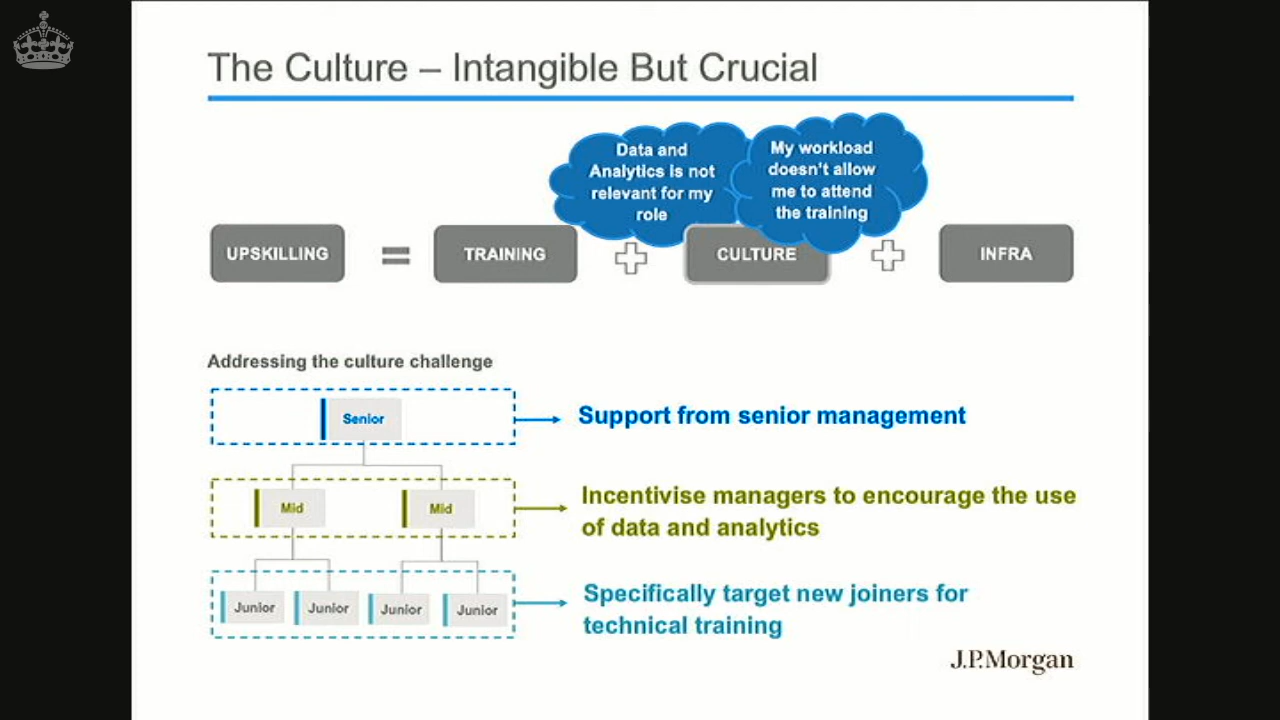 The Culture – Intangible But Crucial
Data and
Analytics is not
relevant for my
role
My workload
doesn't allow
me to attend
the training
UPSKILLING = TRAINING + CULTURE + INFRA
Addressing the culture challenge
Senior
Support from senior management
Mid Mid
Incentivise managers to encourage the use
of data and analytics
Junior Junior Junior Junior
Specifically target new joiners for
technical training
J.P.Morgan